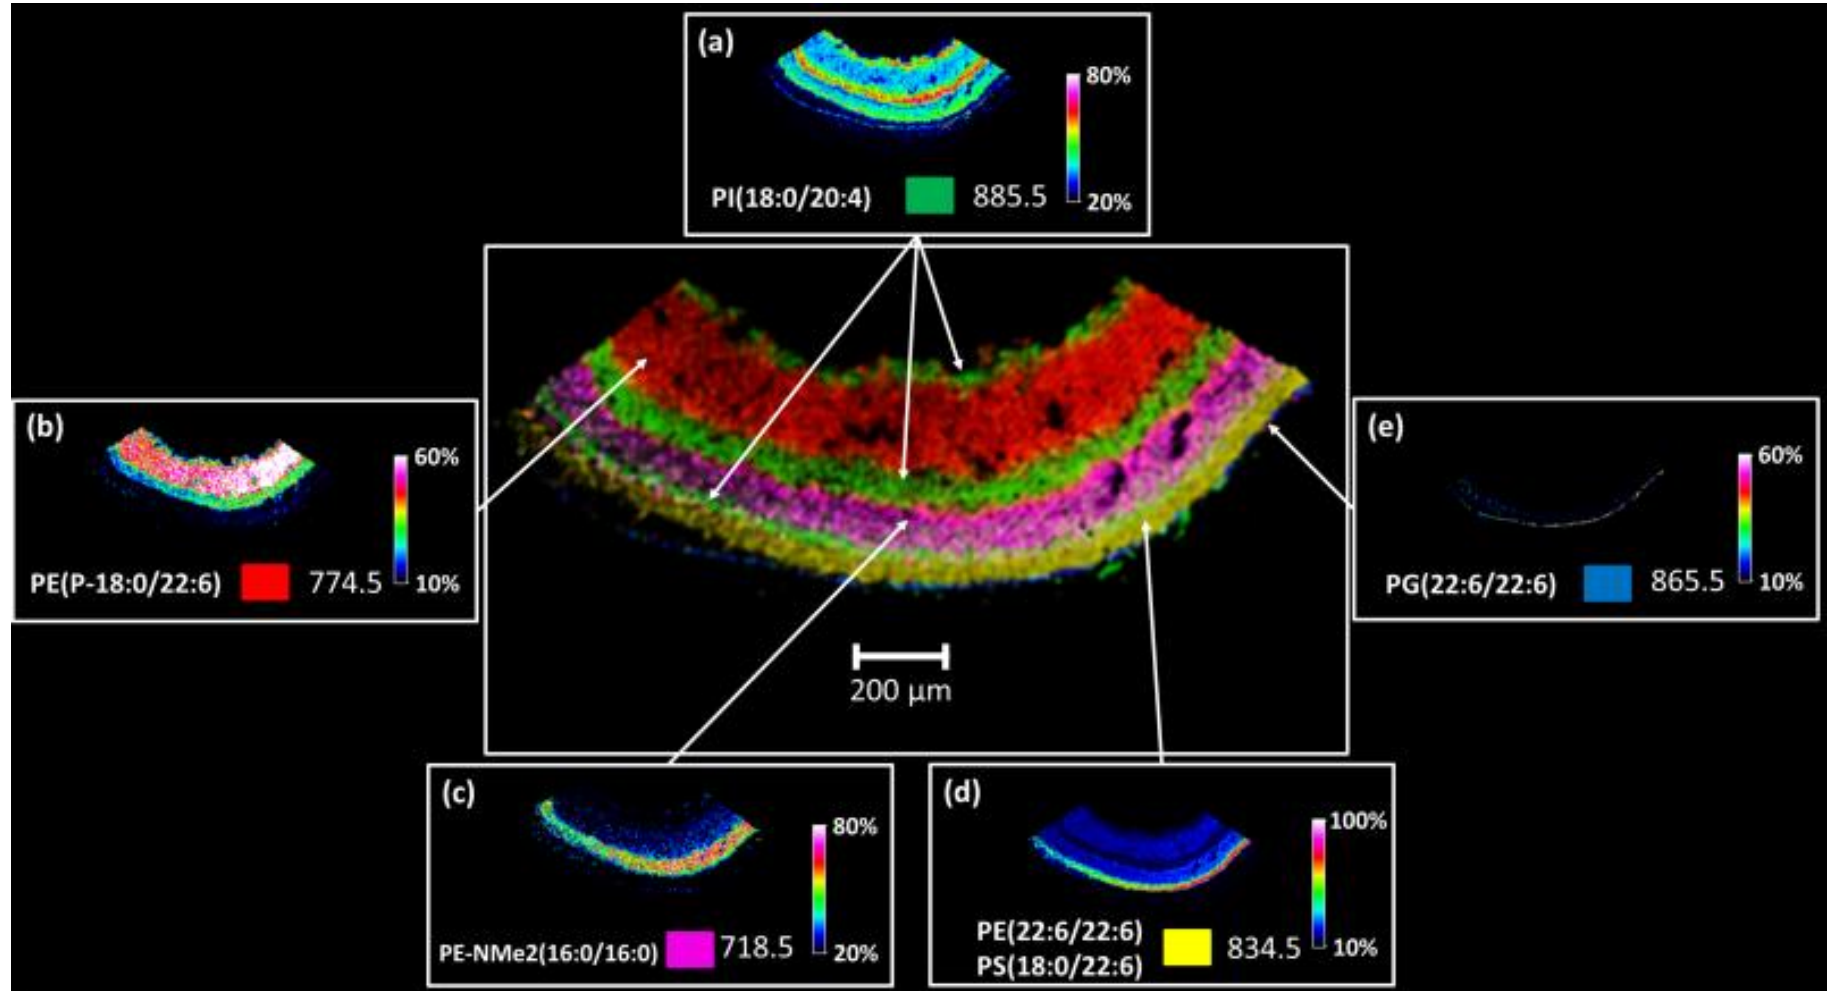 (a)
80%
PI(18:0/20:4) 885.5
20%
(b)
60%
PE(P-18:0/22:6) 774.5
10%
(e)
60%
PG(22:6/22:6) 865.5
10%
200 µm
(c)
80%
PE-NMe2(16:0/16:0) 718.5
20%
(d)
100%
PE(22:6/22:6)
PS(18:0/22:6)
834.5
10%